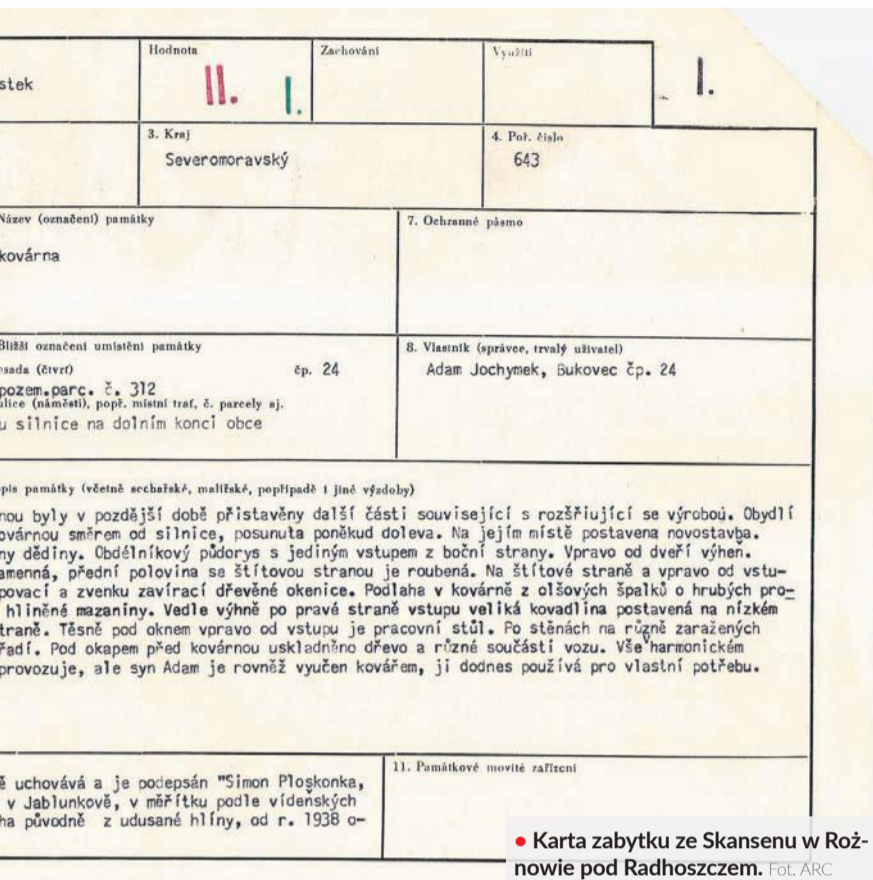 Hodnota
Zachování
Využití
stek
II.
I.
I.
3. Kraj
4. Poř. číslo
Severomoravský
643
Název (označení) památky
7. Ochranné pásmo
kovárna
Bližší označení umístění památky
8. Vlastník (správce, trvalý uživatel)
osada (čtvrť)
čp. 24
Adam Jochymek, Bukovec čp. 24
pozem.parc. č. 312
ulice (náměstí), popř. místní trať, č. parcely aj.
u silnice na dolním konci obce
pis památky (včetně sochařské, malířské, popřípadě i jiné výzdoby)
nou byly v pozdější době přistavěny další části související s rozšřiující se výrobou. Obydlí
ovárnou směrem od silnice, posunuta poněkud doleva. Na jejím místě postavena novostavba.
ny dědiny. Obdélníkový půdorys s jediným vstupem z boční strany. Vpravo od dveří výhen.
amenná, přední polovina se štítovou stranou je roubená. Na štítové straně a vpravo od vstu-
povací a zvenku zavírací dřevěné okenice. Podlaha v kovárně z olšových špalků o hrubých pro-
hliněné mazaniny. Vedle výhně po pravé straně vstupu veliká kovadlina postavená na nízkém
traně. Těsně pod oknem vpravo od vstupu je pracovní stůl. Po stěnách na různě zaražených
řadí. Pod okapem před kovárnou uskladněno dřevo a různé součásti vozu. Vše harmonickém
provozuje, ale syn Adam je rovněž vyučen kovářem, ji dodnes používá pro vlastní potřebu.
ě uchovává a je podepsán "Simon Ploskonka,
11. Památkové movité zařízení
v Jablunkově, v měřítku podle vídenských
ha původně z udusané hlíny, od r. 1938 o-
• Karta zabytku ze Skansenu w Roż-
nowie pod Radhoszczem. Fot. ARC